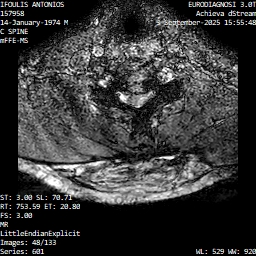 IFOULIS ANTONIOS
EURODIAGNOSI 3.0T
157958
Achieva dStream
14-January-1974 M
5-September-2025 15:55:48
C SPINE
mFFE-MS
ST: 3.00 SL: 70.71
RT: 753.59 ET: 20.80
FS: 3.00
MR
LittleEndianExplicit
Images: 48/133
Series: 601
WL: 529 WW: 920